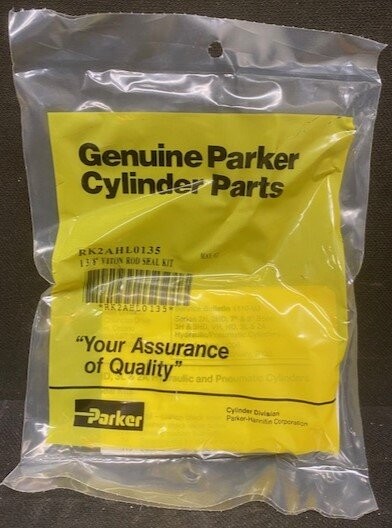 Genuine Parker
Cylinder Parts
RK2AHL0135
1 3/8" VITON ROD SEAL KIT
*RK2AHL0135*
"Your Assurance
of Quality"
Hydraulic and Pneumatic Cylinders
Parker
Cylinder Division
Parker-Hannifin Corporation